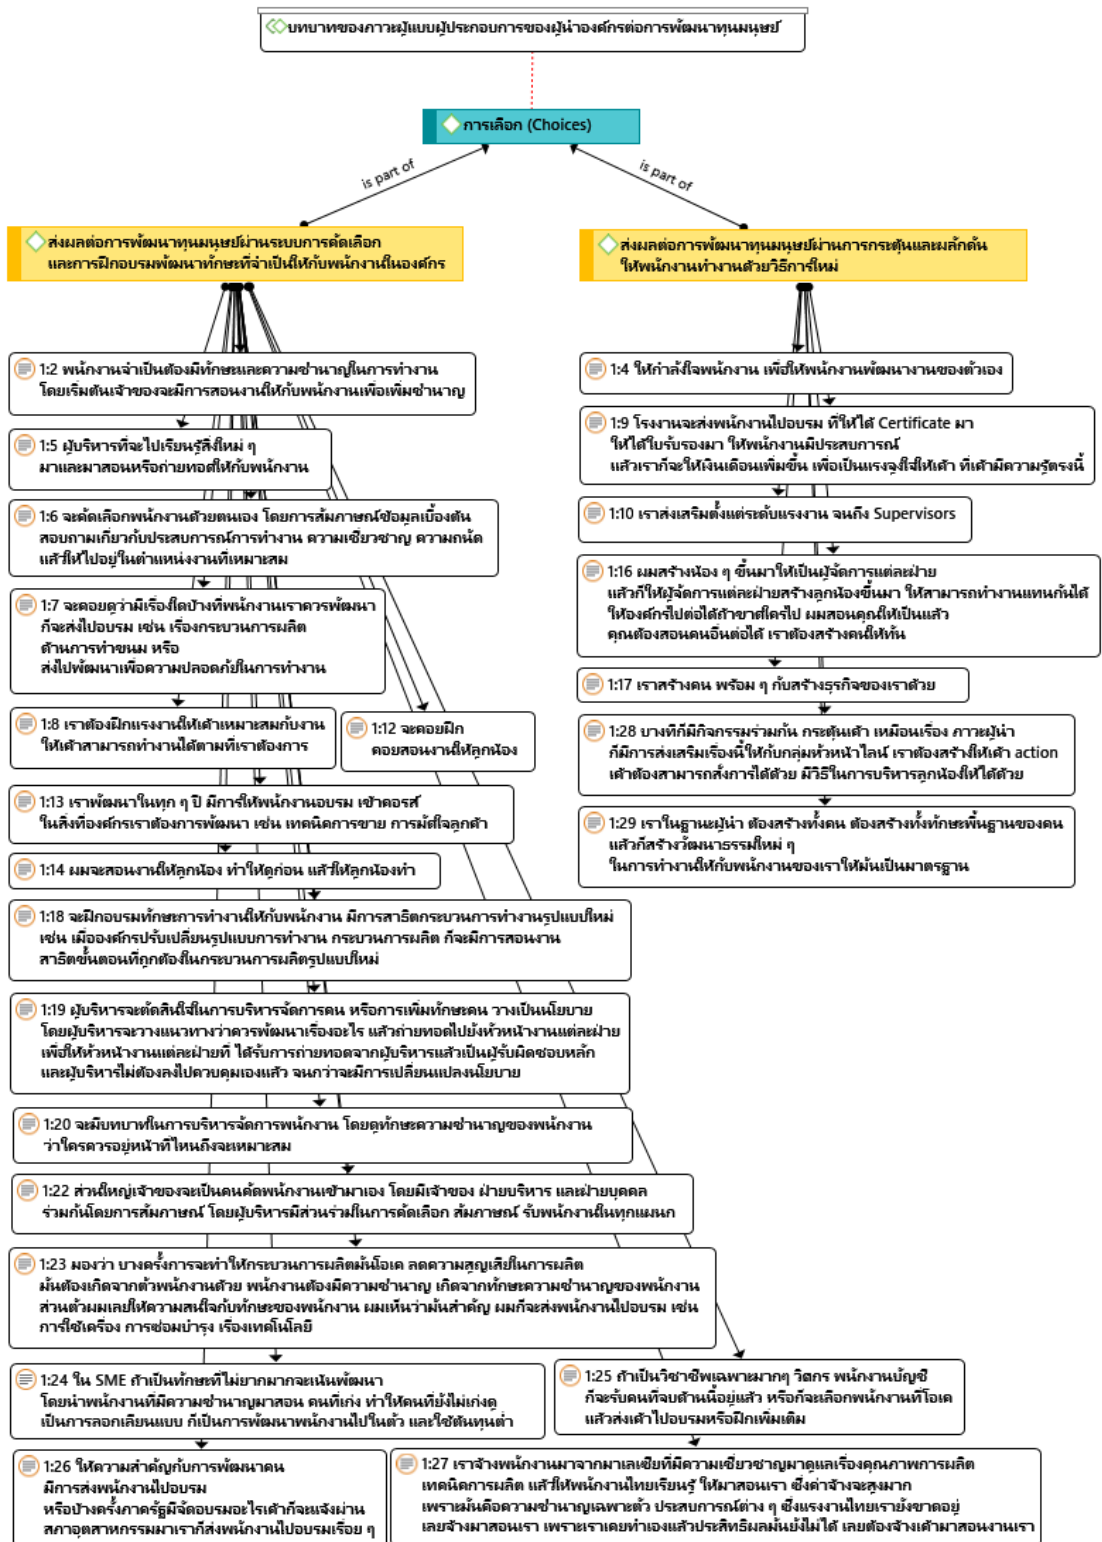 บทบาทของภาวะผู้แบบผู้ประกอบการของผู้นำองค์กรต่อการพัฒนาทุนมนุษย์
การเลือก (Choices)
is part of
is part of
ส่งผลต่อการพัฒนาทุนมนุษย์ผ่านระบบการคัดเลือก
และการฝึกอบรมพัฒนาทักษะที่จำเป็นให้กับพนักงานในองค์กร
ส่งผลต่อการพัฒนาทุนมนุษย์ผ่านการกระตุ้นและผลักดัน
ให้พนักงานทำงานด้วยวิธีการใหม่
1:2 พนักงานจำเป็นต้องมีทักษะและความชำนาญในการทำงาน
โดยเริ่มต้นเจ้าของจะมีการสอนงานให้กับพนักงานเพื่อเพิ่มชำนาญ
1:5 ผู้บริหารที่จะไปเรียนรู้สิ่งใหม่ ๆ
มาและมาสอนหรือถ่ายทอดให้กับพนักงาน
1:6 จะคัดเลือกพนักงานด้วยตนเอง โดยการสัมภาษณ์ข้อมูลเบื้องต้น
สอบถามเกี่ยวกับประสบการณ์การทำงาน ความเชี่ยวชาญ ความถนัด
แล้วให้ไปอยู่ในตำแหน่งงานที่เหมาะสม
1:7 จะคอยดูว่ามีเรื่องใดบ้างที่พนักงานเราควรพัฒนา
ก็จะส่งไปอบรม เช่น เรื่องกระบวนการผลิต
ด้านการทำขนม หรือ
ส่งไปพัฒนาเพื่อความปลอดภัยในการทำงาน
1:8 เราต้องฝึกแรงงานให้เค้าเหมาะสมกับงาน
ให้เค้าสามารถทำงานได้ตามที่เราต้องการ
1:12 จะคอยฝึก
คอยสอนงานให้ลูกน้อง
1:13 เราพัฒนาในทุก ๆ ปี มีการให้พนักงานอบรม เข้าคอรส์
ในสิ่งที่องค์กรเราต้องการพัฒนา เช่น เทคนิคการขาย การมัดใจลูกค้า
1:14 ผมจะสอนงานให้ลูกน้อง ทำให้ดูก่อน แล้วให้ลูกน้องทำ
1:18 จะฝึกอบรมทักษะการทำงานให้กับพนักงาน มีการสาธิตกระบวนการทำงานรูปแบบใหม่
เช่น เมื่อองค์กรปรับเปลี่ยนรูปแบบการทำงาน กระบวนการผลิต ก็จะมีการสอนงาน
สาธิตขั้นตอนที่ถูกต้องในกระบวนการผลิตรูปแบบใหม่
1:19 ผู้บริหารจะตัดสินใจในการบริหารจัดการคน หรือการเพิ่มทักษะคน วางเป็นนโยบาย
โดยผู้บริหารจะวางแนวทางว่าควรพัฒนาเรื่องอะไร แล้วถ่ายทอดไปยังหัวหน้างานแต่ละฝ่าย
เพื่อให้หัวหน้างานแต่ละฝ่ายที่ ได้รับการถ่ายทอดจากผู้บริหารแล้วเป็นผู้รับผิดชอบหลัก
และผู้บริหารไม่ต้องลงไปควบคุมเองแล้ว จนกว่าจะมีการเปลี่ยนแปลงนโยบาย
1:20 จะมีบทบาทในการบริหารจัดการพนักงาน โดยดูทักษะความชำนาญของพนักงาน
ว่าใครควรอยู่หน้าที่ไหนถึงจะเหมาะสม
1:22 ส่วนใหญ่เจ้าของจะเป็นคนคัดพนักงานเข้ามาเอง โดยมีเจ้าของ ฝ่ายบริหาร และฝ่ายบุคคล
ร่วมกันโดยการสัมภาษณ์ โดยผู้บริหารมีส่วนร่วมในการคัดเลือก สัมภาษณ์ รับพนักงานในทุกแผนก
1:23 มองว่า บางครั้งการจะทำให้กระบวนการผลิตมันโอเค ลดความสูญเสียในการผลิต
มันต้องเกิดจากตัวพนักงานด้วย พนักงานต้องมีความชำนาญ เกิดจากทักษะความชำนาญของพนักงาน
ส่วนตัวผมเลยให้ความสนใจกับทักษะของพนักงาน ผมเห็นว่ามันสำคัญ ผมก็จะส่งพนักงานไปอบรม เช่น
การใช้เครื่อง การซ่อมบำรุง เรื่องเทคโนโลยี
1:24 ใน SME ถ้าเป็นทักษะที่ไม่ยากมากจะเน้นพัฒนา
โดยนำพนักงานที่มีความชำนาญมาสอน คนที่เก่ง ทำให้คนที่ยังไม่เก่งดู
เป็นการลอกเลียนแบบ ก็เป็นการพัฒนาพนักงานไปในตัว และใช้ต้นทุนต่ำ
1:25 ถ้าเป็นวิชาชีพเฉพาะมากๆ วิศกร พนักงานบัญชี
ก็จะรับคนที่จบด้านนี้อยู่แล้ว หรือก็จะเลือกพนักงานที่โอเค
แล้วส่งเค้าไปอบรมหรือฝึกเพิ่มเติม
1:26 ให้ความสำคัญกับการพัฒนาคน
มีการส่งพนักงานไปอบรม
หรือบ้างครั้งภาครัฐมีจัดอบรมอะไรเค้าก็จะแจ้งผ่าน
สภาอุตสาหกรรมมาเราก็ส่งพนักงานไปอบรมเรื่อย ๆ
1:27 เราจ้างพนักงานมาจากมาเลเซียที่มีความเชี่ยวชาญมาดูแลเรื่องคุณภาพการผลิต
เทคนิคการผลิต แล้วให้พนักงานไทยเรียนรู้ ให้มาสอนเรา ซึ่งค่าจ้างจะสูงมาก
เพราะมันคือความชำนาญเฉพาะตัว ประสบการณ์ต่าง ๆ ซึ่งแรงงานไทยเรายังขาดอยู่
เลยจ้างมาสอนเรา เพราะเราเคยทำเองแล้วประสิทธิผลมันยังไม่ได้ เลยต้องจ้างเค้ามาสอนงานเรา
1:4 ให้กำลังใจพนักงาน เพื่อให้พนักงานพัฒนางานของตัวเอง
1:9 โรงงานจะส่งพนักงานไปอบรม ที่ให้ได้ Certificate มา
ให้ได้ใบรับรองมา ให้พนักงานมีประสบการณ์
แล้วเราก็จะให้เงินเดือนเพิ่มขึ้น เพื่อเป็นแรงจูงใจให้เค้า ที่เค้ามีความรู้ตรงนี้
1:10 เราส่งเสริมตั้งแต่ระดับแรงงาน จนถึง Supervisors
1:16 ผมสร้างน้อง ๆ ขึ้นมาให้เป็นผู้จัดการแต่ละฝ่าย
แล้วก็ให้ผู้จัดการแต่ละฝ่ายสร้างลูกน้องขึ้นมา ให้สามารถทำงานแทนกันได้
ให้องค์กรไปต่อได้ถ้าขาดใครไป ผมสอนคุณให้เป็นแล้ว
คุณต้องสอนคนอื่นต่อได้ เราต้องสร้างคนให้ทัน
1:17 เราสร้างคน พร้อม ๆ กับสร้างธุรกิจของเราด้วย
1:28 บางทีก็มีกิจกรรมร่วมกัน กระตุ้นเค้า เหมือนเรื่อง ภาวะผู้นำ
ก็มีการส่งเสริมเรื่องนี้ให้กับกลุ่มหัวหน้าไลน์ เราต้องสร้างให้เค้า action
เค้าต้องสามารถสั่งการได้ด้วย มีวิธีในการบริหารลูกน้องให้ได้ด้วย
1:29 เราในฐานะผู้นำ ต้องสร้างทั้งคน ต้องสร้างทั้งทักษะพื้นฐานของคน
แล้วก็สร้างวัฒนาธรรมใหม่ ๆ
ในการทำงานให้กับพนักงานของเราให้มันเป็นมาตรฐาน